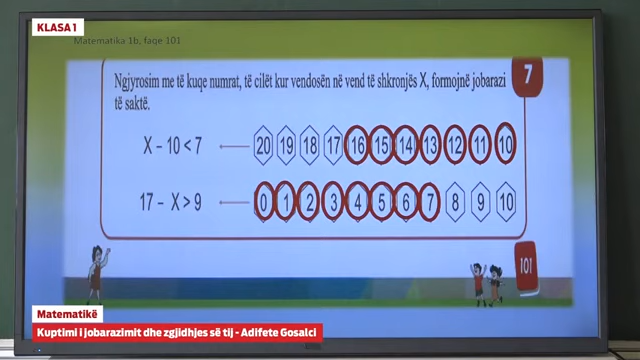 KLASA 1
Matematika 1b, faqe 101
7
Ngjyrosim me të kuqe numrat, të cilët kur vendosën në vend të shkronjës X, formojnë jobarazi
të saktë.
X – 10 < 7 20 19 18 17 16 15 14 13 12 11 10
17 – X > 9 0 1 2 3 4 5 6 7 8 9 10
101
Matematikë
Kuptimi i jobarazimit dhe zgjidhjes së tij - Adifete Gosalci